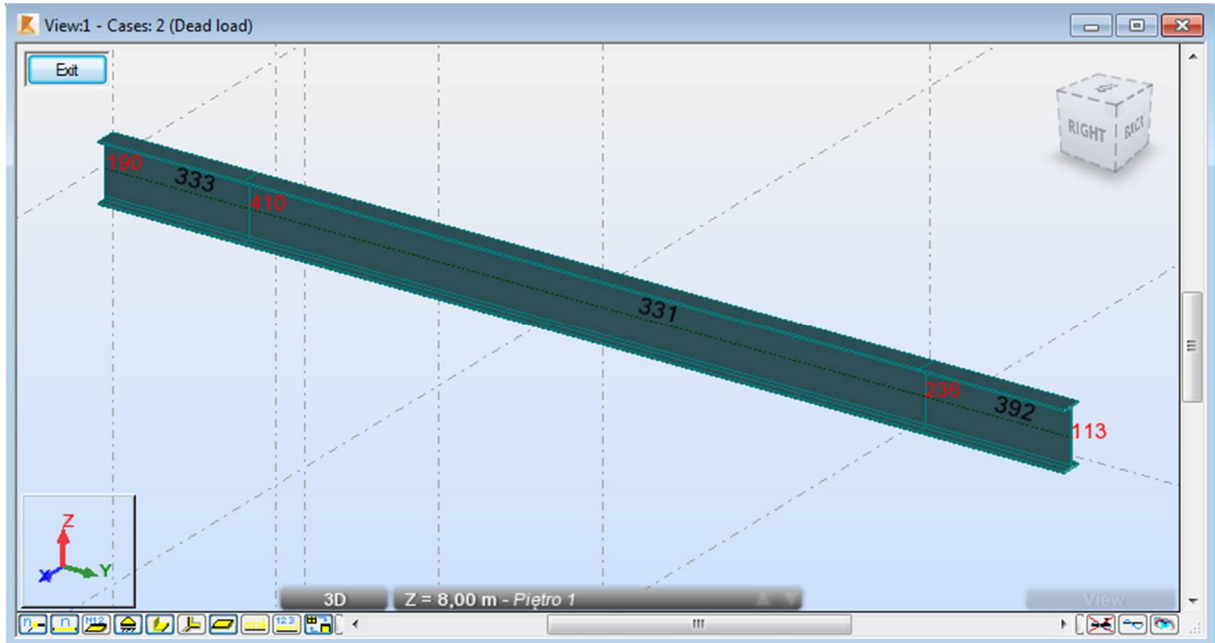 View:1 - Cases: 2 (Dead load)
Exit
RIGHT
BACK
190
333
410
331
236
392
113
Z
X
Y
3D
Z = 8,00 m - Piętro 1
View